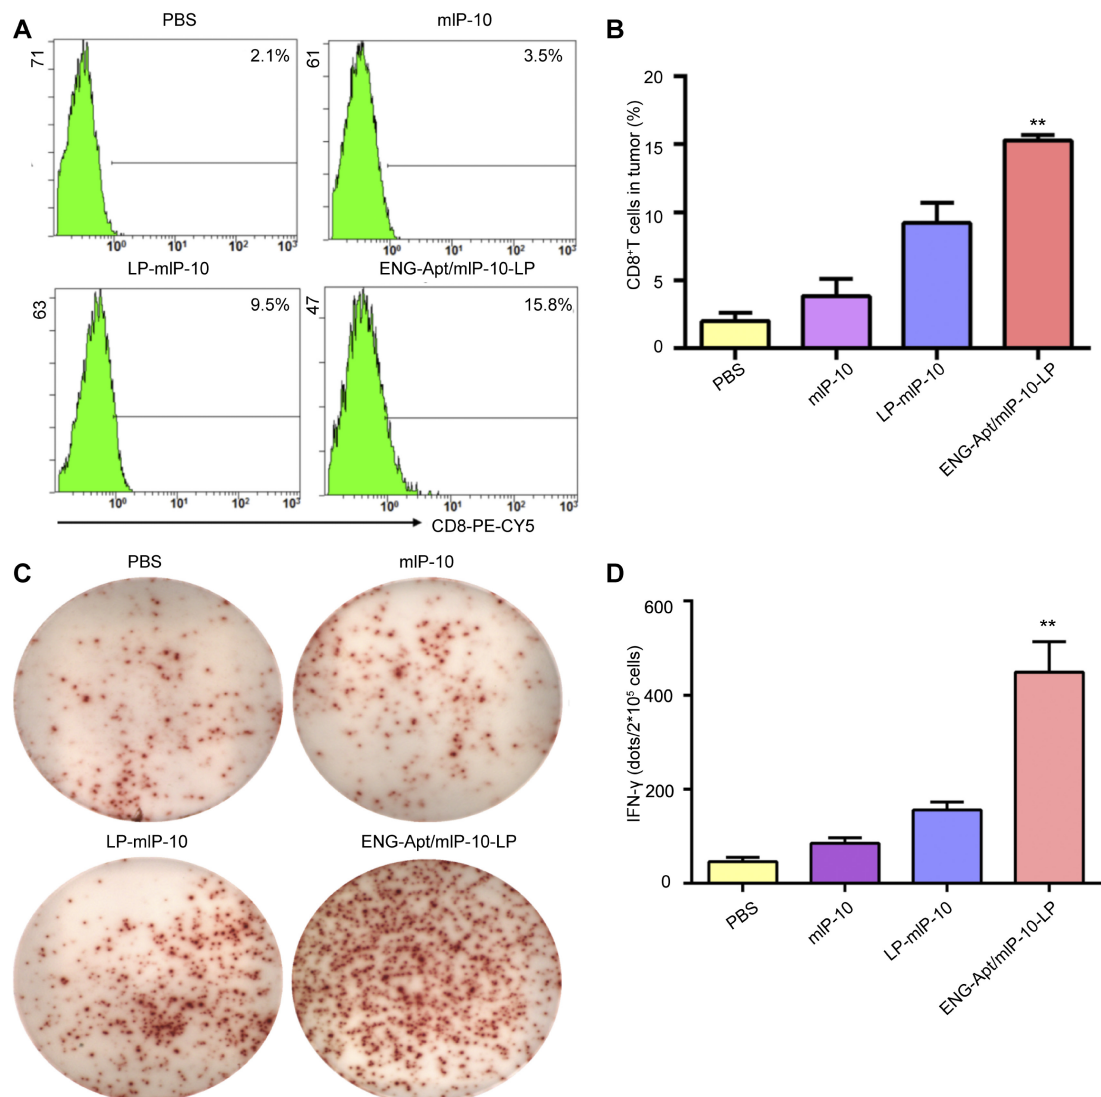 A
PBS
mIP-10
71
2.1%
61
3.5%
10⁰ 10¹ 10² 10³
10⁰ 10¹ 10² 10³
LP-mIP-10
ENG-Apt/mIP-10-LP
63
9.5%
47
15.8%
10⁰ 10¹ 10² 10³
10⁰ 10¹ 10² 10³
CD8-PE-CY5
B
CD8⁺T cells in tumor (%)
20
15
10
5
0
**
PBS
mIP-10
LP-mIP-10
ENG-Apt/mIP-10-LP
C
PBS
mIP-10
LP-mIP-10
ENG-Apt/mIP-10-LP
D
IFN-γ (dots/2*10⁵ cells)
600
400
200
0
**
PBS
mIP-10
LP-mIP-10
ENG-Apt/mIP-10-LP